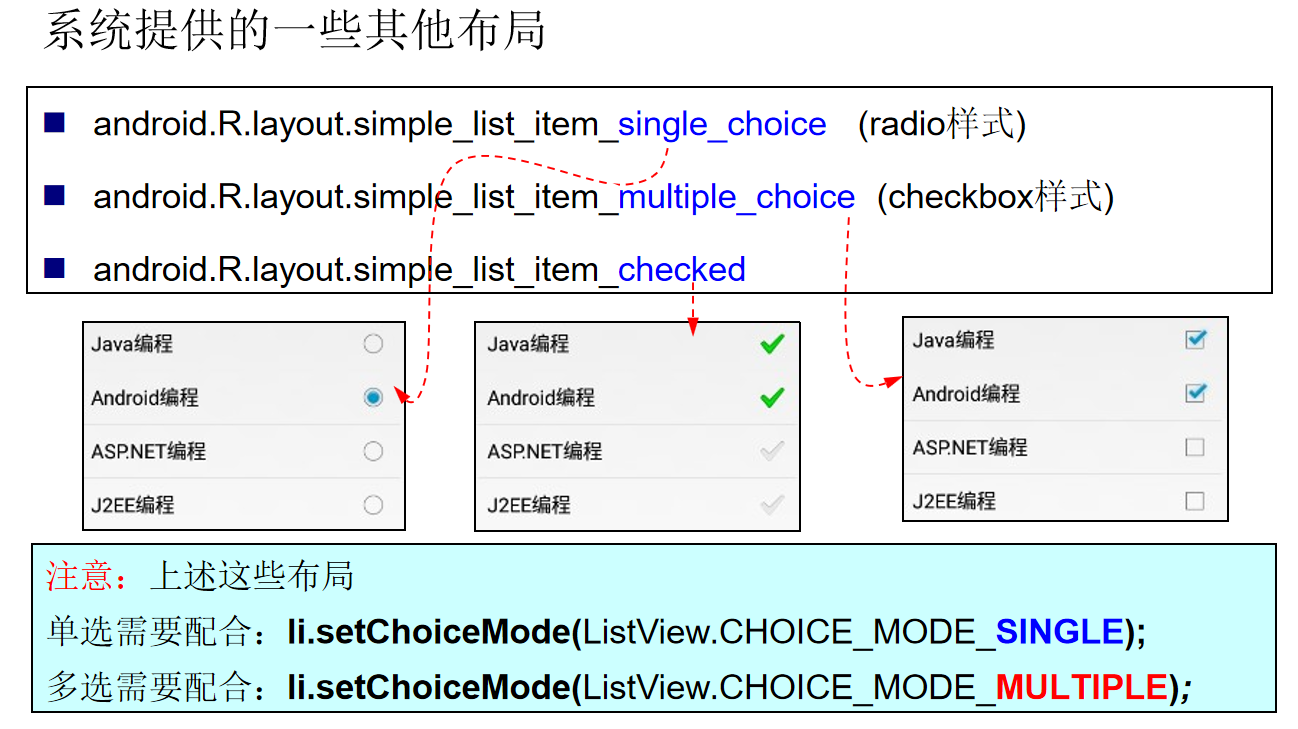 系统提供的一些其他布局
android.R.layout.simple_list_item_single_choice (radio样式)
android.R.layout.simple_list_item_multiple_choice (checkbox样式)
android.R.layout.simple_list_item_checked
Java编程
Android编程
ASP.NET编程
J2EE编程
Java编程
Android编程
ASP.NET编程
J2EE编程
Java编程
Android编程
ASP.NET编程
J2EE编程
注意：上述这些布局
单选需要配合：li.setChoiceMode(ListView.CHOICE_MODE_SINGLE);
多选需要配合：li.setChoiceMode(ListView.CHOICE_MODE_MULTIPLE);